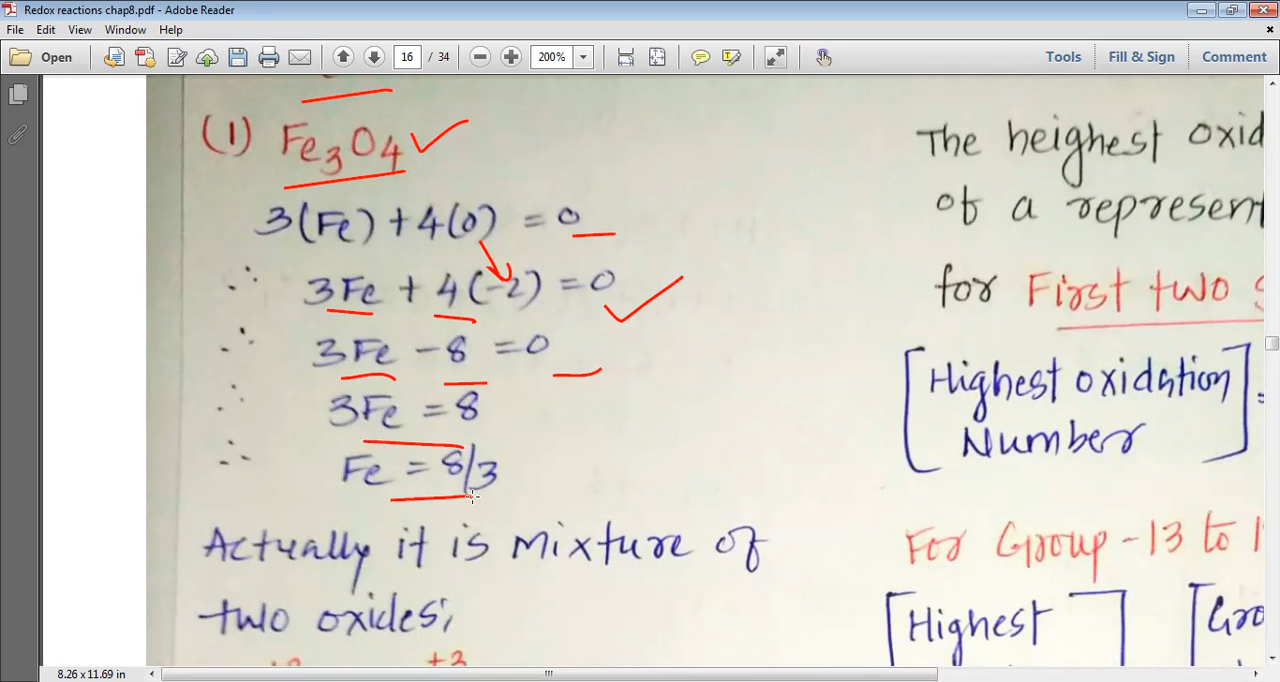 Redox reactions chap8.pdf - Adobe Reader
File Edit View Window Help
Open 16 / 34 200% Tools Fill & Sign Comment
(1) Fe3O4
3(Fe) + 4(0) = 0
∴ 3Fe + 4(-2) = 0
∴ 3Fe - 8 = 0
∴ 3Fe = 8
∴ Fe = 8/3
Actually it is mixture of
two oxides;
+3
The heighest oxid
of a represent
for First two
[Highest oxidation
Number] =
For Group - 13 to 1
[Highest ] [Gro
8.26 x 11.69 in